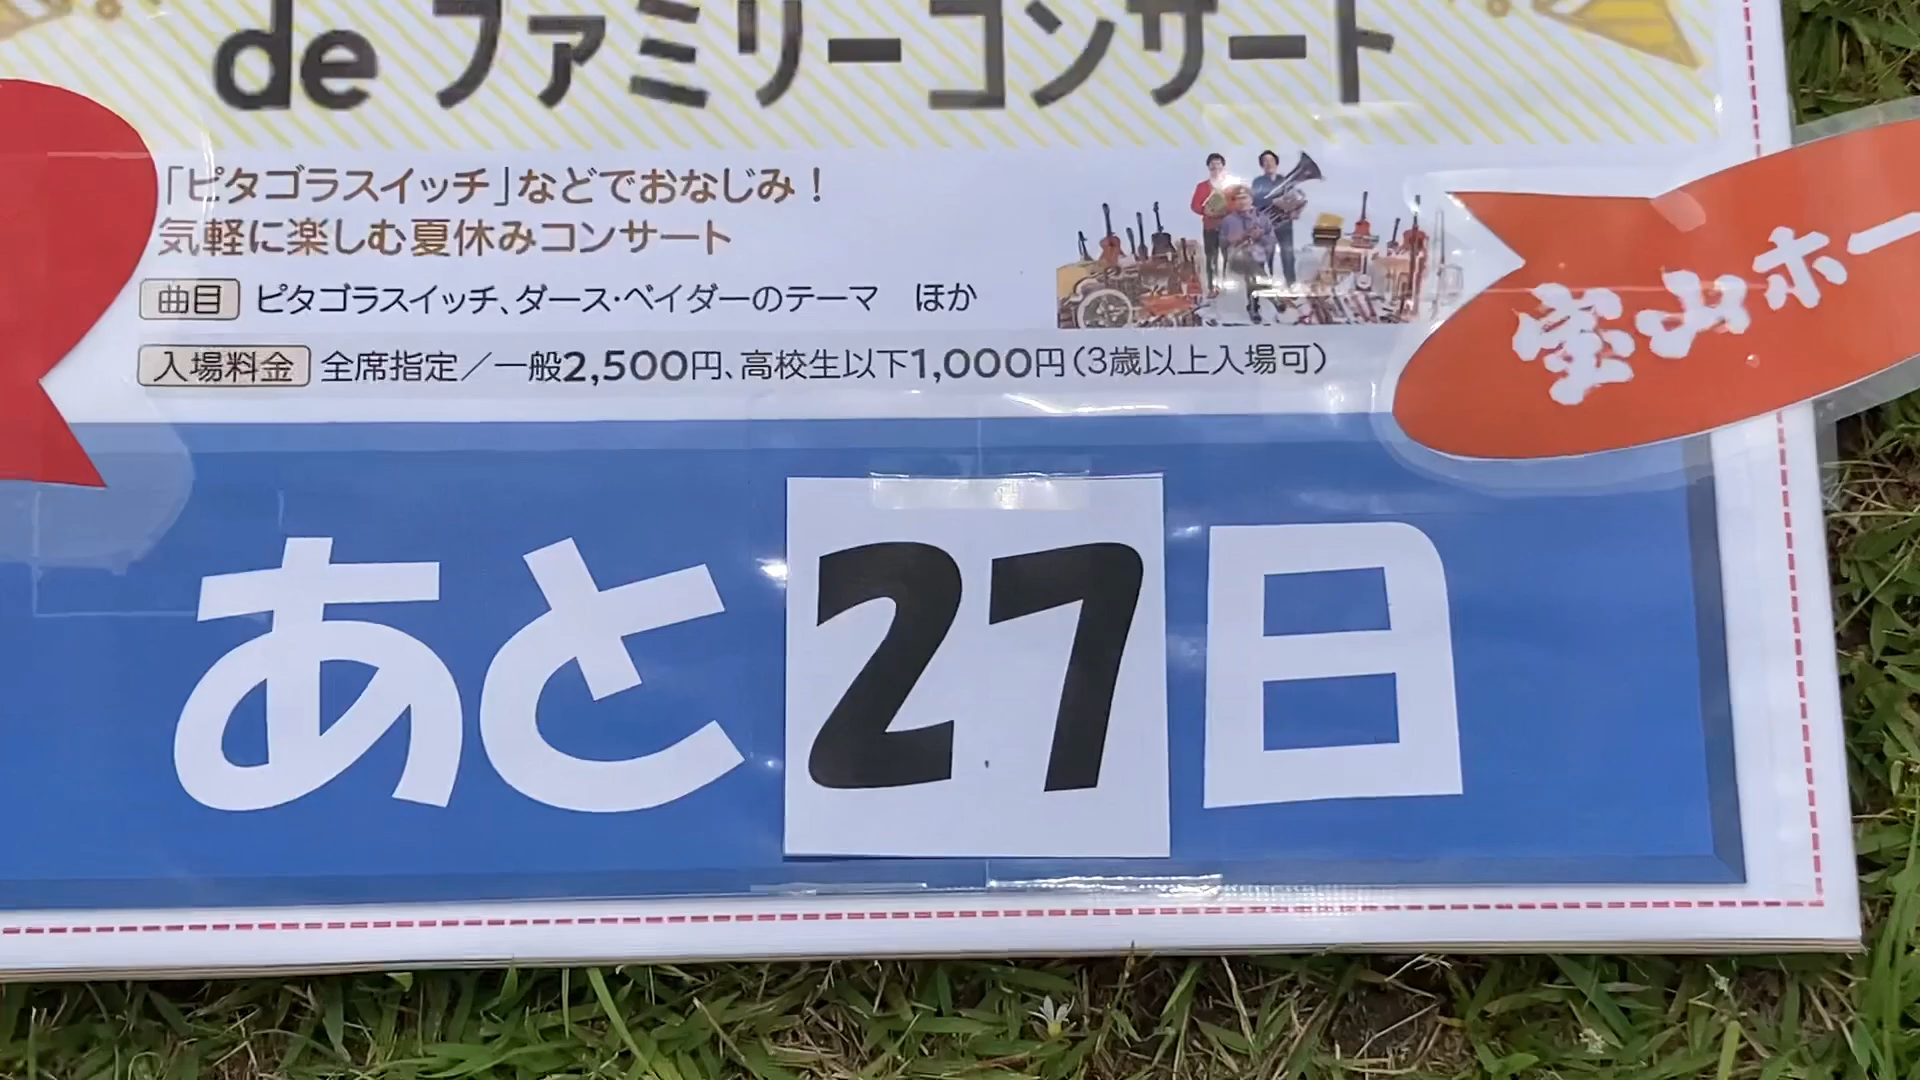 de ファミリーコンサート
「ピタゴラスイッチ」などでおなじみ！
気軽に楽しむ夏休みコンサート
曲目 ピタゴラスイッチ、ダース・ベイダーのテーマ ほか
入場料金 全席指定／一般2,500円、高校生以下1,000円（3歳以上入場可）
宝山ホー
あと27日